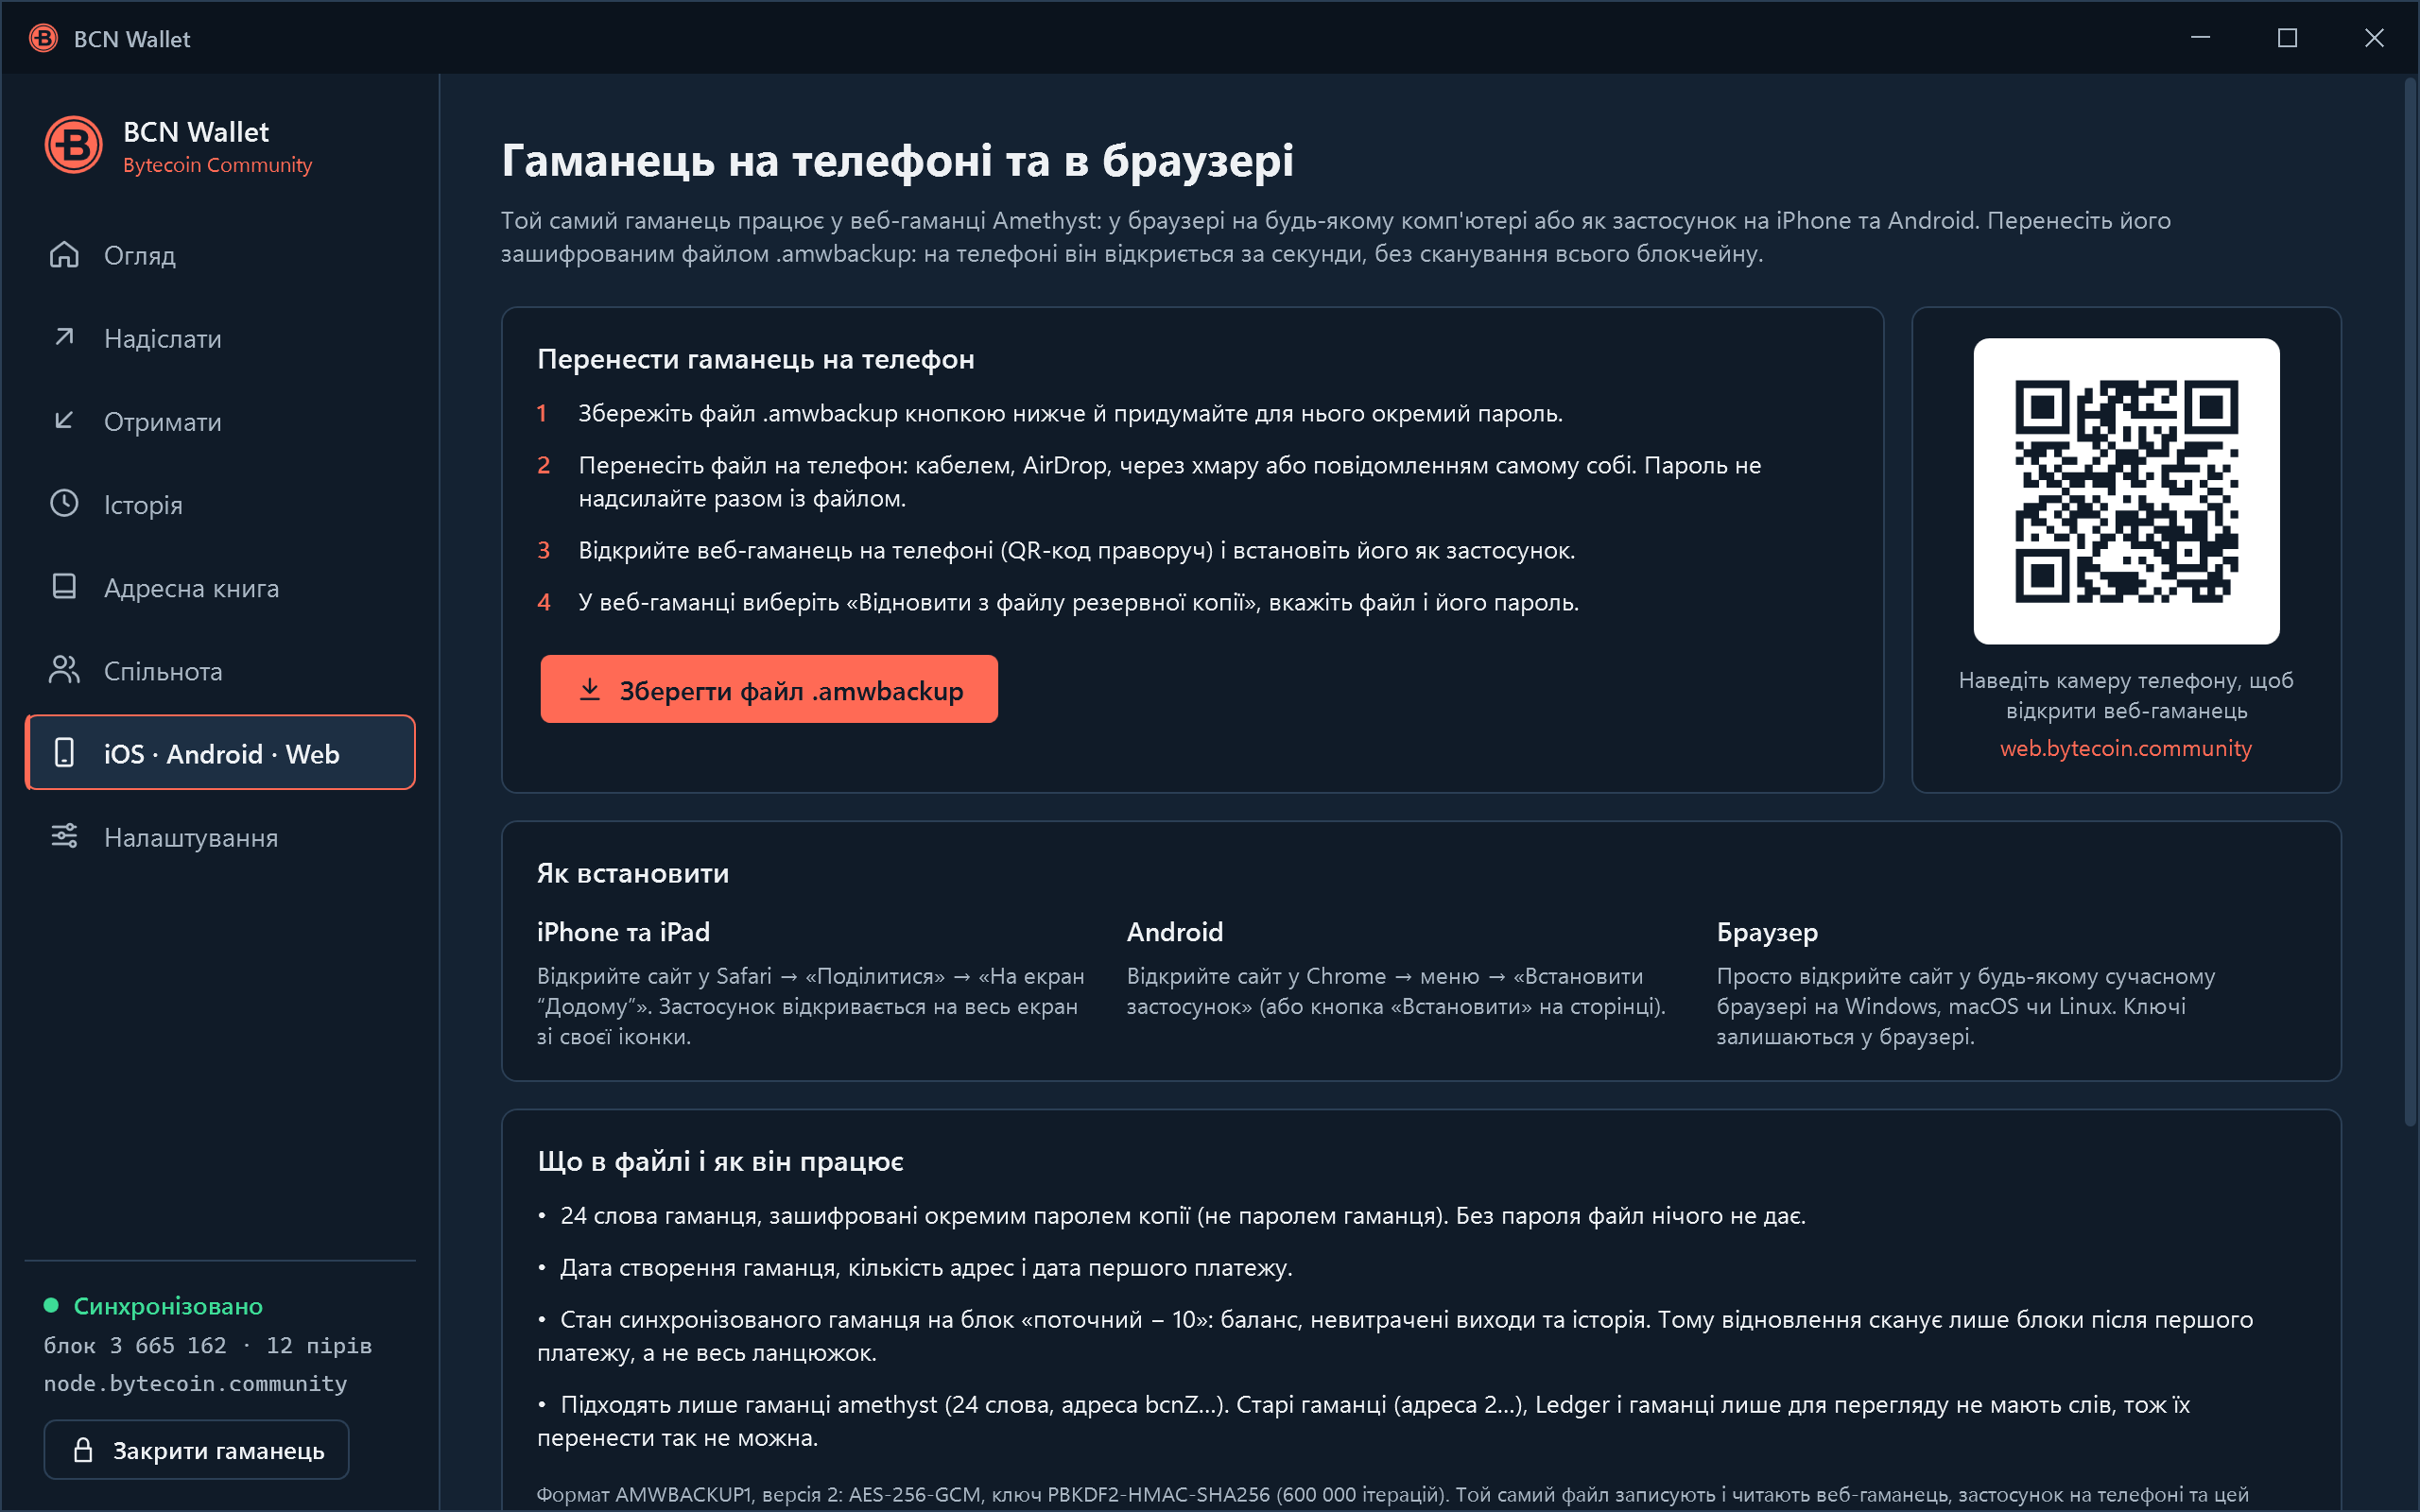 BCN Wallet
BCN Wallet
Bytecoin Community
Огляд
Надіслати
Отримати
Історія
Адресна книга
Спільнота
iOS · Android · Web
Налаштування
Синхронізовано
блок 3 665 162 · 12 пірів
node.bytecoin.community
Закрити гаманець
Гаманець на телефоні та в браузері
Той самий гаманець працює у веб-гаманці Amethyst: у браузері на будь-якому комп'ютері або як застосунок на iPhone та Android. Перенесіть його
зашифрованим файлом .amwbackup: на телефоні він відкриється за секунди, без сканування всього блокчейну.
Перенести гаманець на телефон
1 Збережіть файл .amwbackup кнопкою нижче й придумайте для нього окремий пароль.
2 Перенесіть файл на телефон: кабелем, AirDrop, через хмару або повідомленням самому собі. Пароль не
надсилайте разом із файлом.
3 Відкрийте веб-гаманець на телефоні (QR-код праворуч) і встановіть його як застосунок.
4 У веб-гаманці виберіть «Відновити з файлу резервної копії», вкажіть файл і його пароль.
Зберегти файл .amwbackup
Наведіть камеру телефону, щоб
відкрити веб-гаманець
web.bytecoin.community
Як встановити
iPhone та iPad
Відкрийте сайт у Safari → «Поділитися» → «На екран
“Додому”». Застосунок відкривається на весь екран
зі своєї іконки.
Android
Відкрийте сайт у Chrome → меню → «Встановити
застосунок» (або кнопка «Встановити» на сторінці).
Браузер
Просто відкрийте сайт у будь-якому сучасному
браузері на Windows, macOS чи Linux. Ключі
залишаються у браузері.
Що в файлі і як він працює
• 24 слова гаманця, зашифровані окремим паролем копії (не паролем гаманця). Без пароля файл нічого не дає.
• Дата створення гаманця, кількість адрес і дата першого платежу.
• Стан синхронізованого гаманця на блок «поточний − 10»: баланс, невитрачені виходи та історія. Тому відновлення сканує лише блоки після першого
платежу, а не весь ланцюжок.
• Підходять лише гаманці amethyst (24 слова, адреса bcnZ...). Старі гаманці (адреса 2...), Ledger і гаманці лише для перегляду не мають слів, тож їх
перенести так не можна.
Формат AMWBACKUP1, версія 2: AES-256-GCM, ключ PBKDF2-HMAC-SHA256 (600 000 ітерацій). Той самий файл записують і читають веб-гаманець, застосунок на телефоні та цей